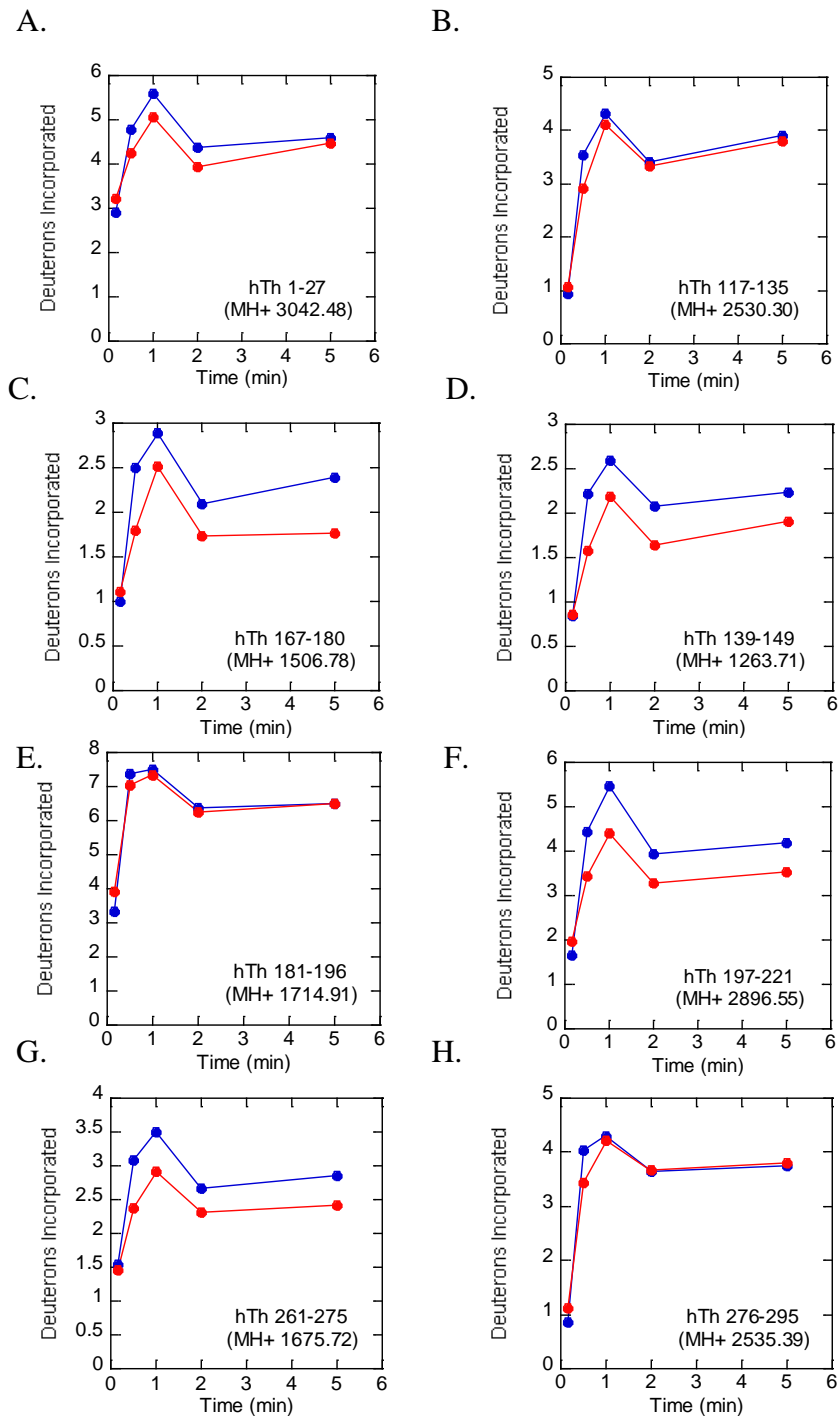 A.
6
5
4
3
2
1
0
Deuterons Incorporated
hTh 1-27
(MH+ 3042.48)
0 1 2 3 4 5 6
Time (min)
B.
5
4
3
2
1
0
Deuterons Incorporated
hTh 117-135
(MH+ 2530.30)
0 1 2 3 4 5 6
Time (min)
C.
3
2.5
2
1.5
1
0.5
0
Deuterons Incorporated
hTh 167-180
(MH+ 1506.78)
0 1 2 3 4 5 6
Time (min)
D.
3
2.5
2
1.5
1
0.5
0
Deuterons Incorporated
hTh 139-149
(MH+ 1263.71)
0 1 2 3 4 5 6
Time (min)
E.
8
7
6
5
4
3
2
1
0
Deuterons Incorporated
hTh 181-196
(MH+ 1714.91)
0 1 2 3 4 5 6
Time (min)
F.
6
5
4
3
2
1
0
Deuterons Incorporated
hTh 197-221
(MH+ 2896.55)
0 1 2 3 4 5 6
Time (min)
G.
4
3.5
3
2.5
2
1.5
1
0.5
0
Deuterons Incorporated
hTh 261-275
(MH+ 1675.72)
0 1 2 3 4 5 6
Time (min)
H.
5
4
3
2
1
0
Deuterons Incorporated
hTh 276-295
(MH+ 2535.39)
0 1 2 3 4 5 6
Time (min)